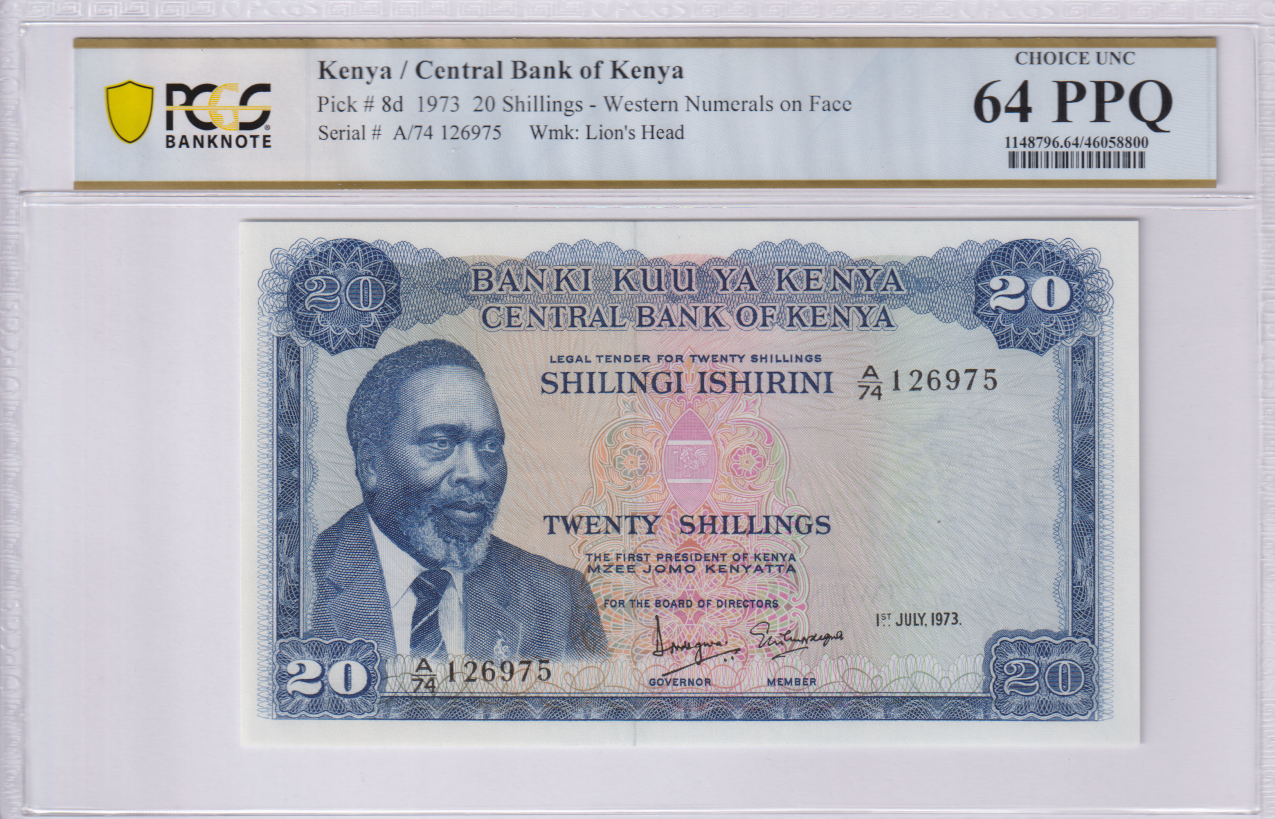 Kenya / Central Bank of Kenya
Pick # 8d 1973 20 Shillings - Western Numerals on Face
Serial # A/74 126975 Wmk: Lion's Head
PCGS
BANKNOTE
CHOICE UNC
64 PPQ
1148796.64/46058800
20
BANKI KUU YA KENYA
20
CENTRAL BANK OF KENYA
LEGAL TENDER FOR TWENTY SHILLINGS
SHILINGI ISHIRINI A/74 126975
TWENTY SHILLINGS
THE FIRST PRESIDENT OF KENYA
MZEE JOMO KENYATTA
FOR THE BOARD OF DIRECTORS
1ST JULY, 1973.
20
A/74 126975
GOVERNOR MEMBER
20